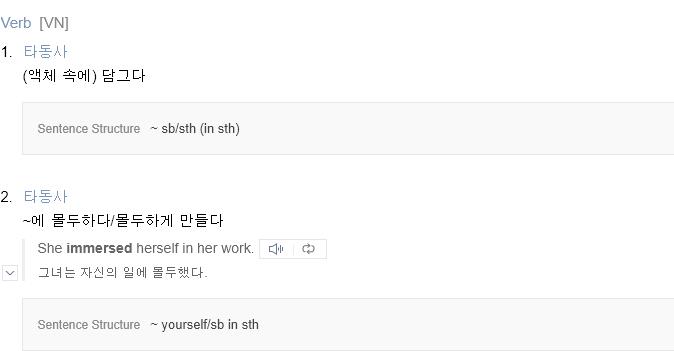 Verb [VN]
1. 타동사
(액체 속에) 담그다
Sentence Structure ~ sb/sth (in sth)
2. 타동사
~에 몰두하다/몰두하게 만들다
She immersed herself in her work.
그녀는 자신의 일에 몰두했다.
Sentence Structure ~ yourself/sb in sth